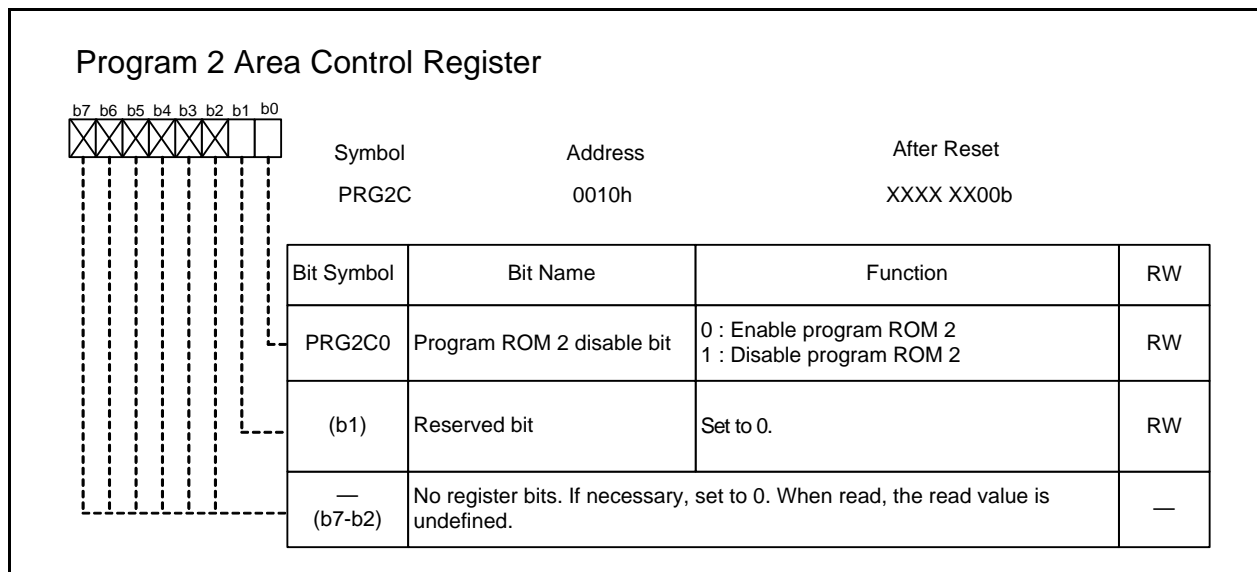 Program 2 Area Control Register
b7 b6 b5 b4 b3 b2 b1 b0
Symbol Address After Reset
PRG2C 0010h XXXX XX00b
Bit Symbol Bit Name Function RW
PRG2C0 Program ROM 2 disable bit 0 : Enable program ROM 2
1 : Disable program ROM 2 RW
(b1) Reserved bit Set to 0. RW
—
(b7-b2) No register bits. If necessary, set to 0. When read, the read value is
undefined. —